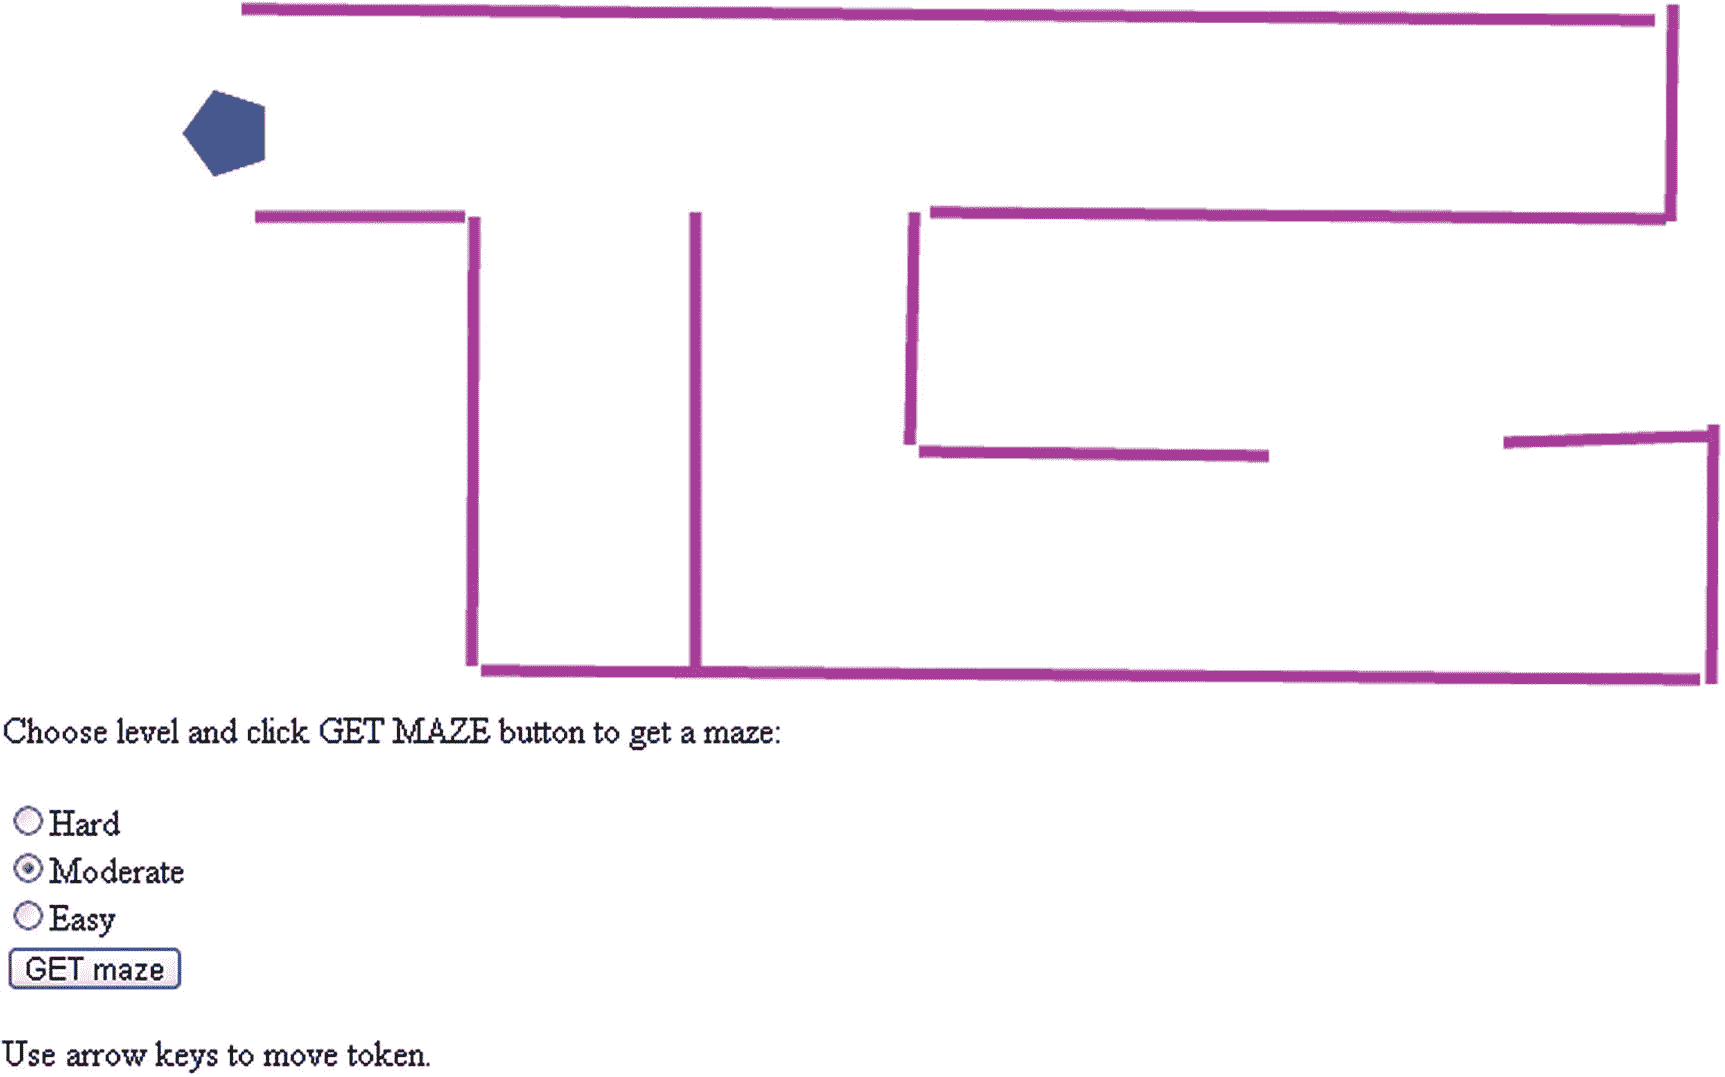 Choose level and click GET MAZE button to get a maze:
Hard
Moderate
Easy
GET maze
Use arrow keys to move token.